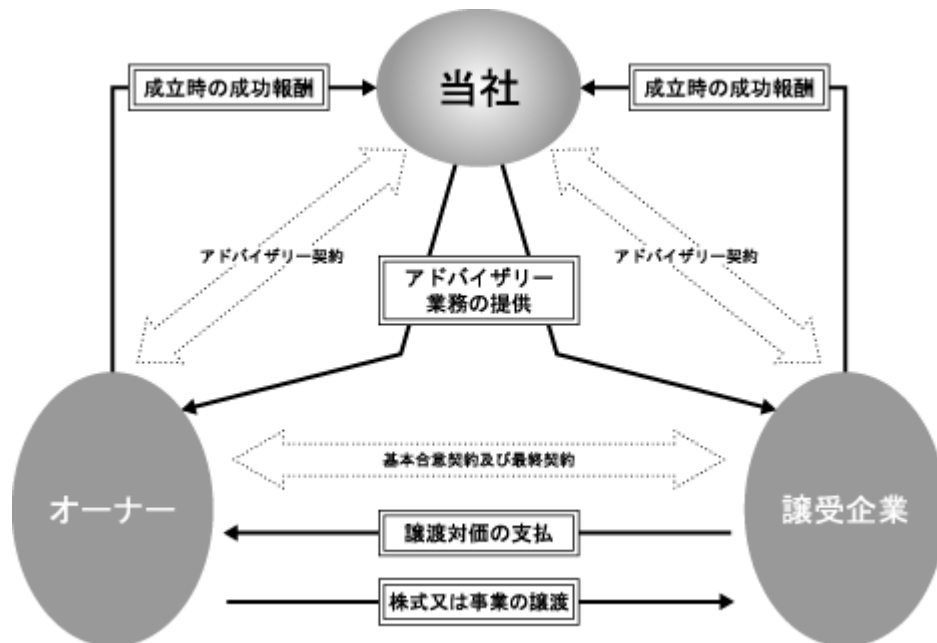 当社
成立時の成功報酬
成立時の成功報酬
アドバイザリー契約
アドバイザリー契約
アドバイザリー
業務の提供
基本合意契約及び最終契約
オーナー
譲受企業
譲渡対価の支払
株式又は事業の譲渡